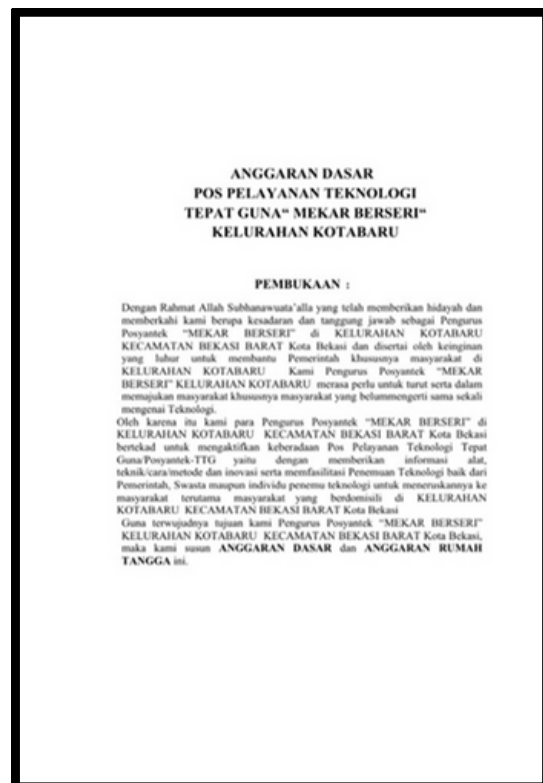 ANGGARAN DASAR
POS PELAYANAN TEKNOLOGI
TEPAT GUNA“ MEKAR BERSERI“
KELURAHAN KOTABARU
PEMBUKAAN :
Dengan Rahmat Allah Subhanawuata’alla yang telah memberikan hidayah dan
memberkahi kami berupa kesadaran dan tanggung jawab sebagai Pengurus
Posyantek “MEKAR BERSERI” di KELURAHAN KOTABARU
KECAMATAN BEKASI BARAT Kota Bekasi dan disertai oleh keinginan
yang luhur untuk membantu Pemerintah khususnya masyarakat di
KELURAHAN KOTABARU Kami Pengurus Posyantek “MEKAR
BERSERI” KELURAHAN KOTABARU merasa perlu untuk turut serta dalam
memajukan masyarakat khususnya masyarakat yang belummengerti sama sekali
mengenai Teknologi.
Oleh karena itu kami para Pengurus Posyantek “MEKAR BERSERI” di
KELURAHAN KOTABARU KECAMATAN BEKASI BARAT Kota Bekasi
bertekad untuk mengaktifkan keberadaan Pos Pelayanan Teknologi Tepat
Guna/Posyantek-TTG yaitu dengan memberikan informasi alat,
teknik/cara/metode dan inovasi serta memfasilitasi Penemuan Teknologi baik dari
Pemerintah, Swasta maupun individu penemu teknologi untuk meneruskannya ke
masyarakat terutama masyarakat yang berdomisili di KELURAHAN
KOTABARU KECAMATAN BEKASI BARAT Kota Bekasi
Guna terwujudnya tujuan kami Pengurus Posyantek “MEKAR BERSERI”
KELURAHAN KOTABARU KECAMATAN BEKASI BARAT Kota Bekasi,
maka kami susun ANGGARAN DASAR dan ANGGARAN RUMAH
TANGGA ini.